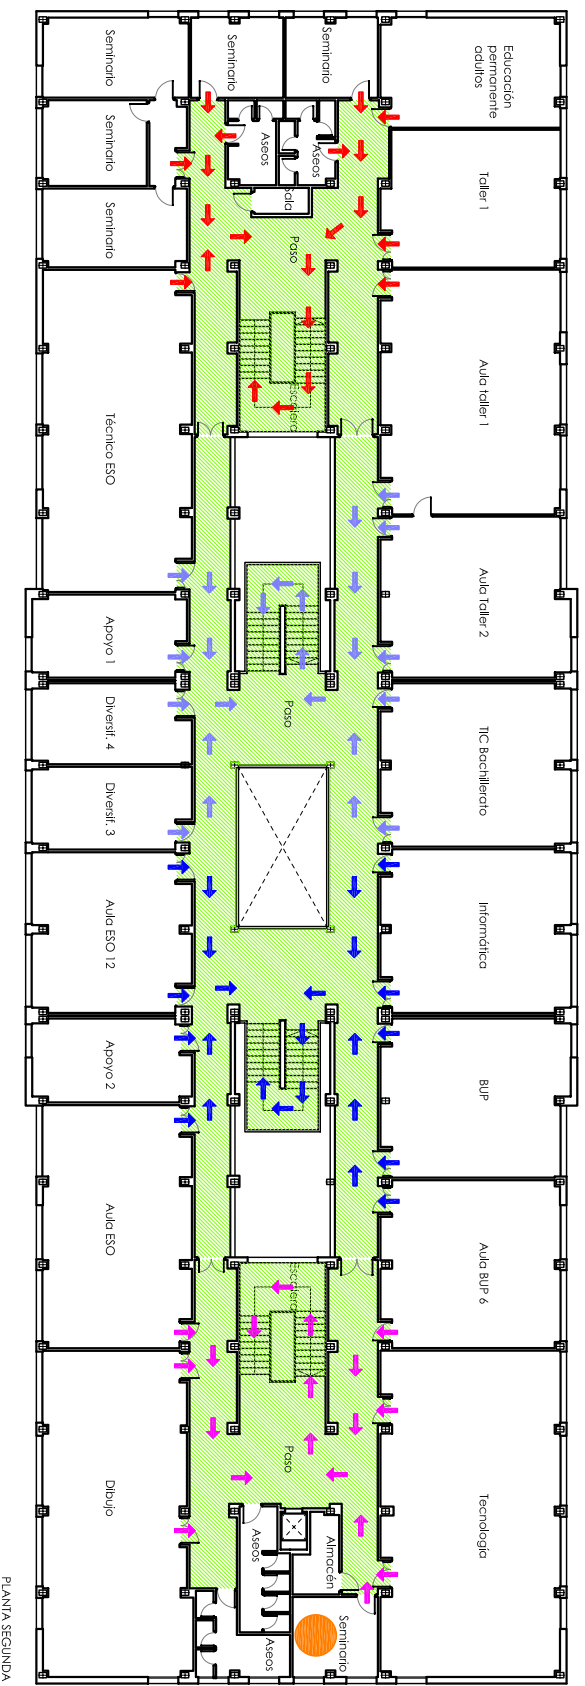 Seminario
Seminario
Seminario
Educación
permanente
adultos
Seminario
Aseos
Aseos
Taller 1
Seminario
Sala
Paso
Técnico ESO
Escalera
Aula taller 1
Apoyo 1
Aula Taller 2
Diversif. 4
Paso
TIC Bachillerato
Diversif. 3
Aula ESO 12
Informática
Apoyo 2
BUP
Aula ESO
Escalera
Aula BUP 6
Dibujo
Paso
Tecnología
Aseos
Almacén
Aseos
Seminario
PLANTA SEGUNDA